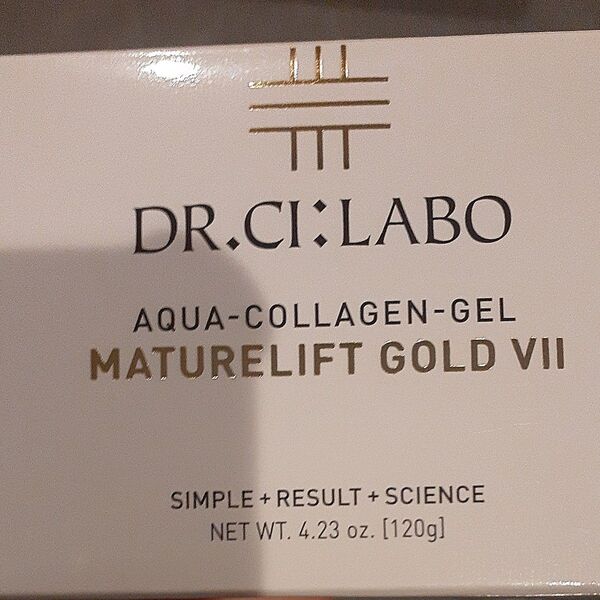 DR.CI:LABO
AQUA-COLLAGEN-GEL
MATURELIFT GOLD VII
SIMPLE + RESULT + SCIENCE
NET WT. 4.23 oz. [120g]